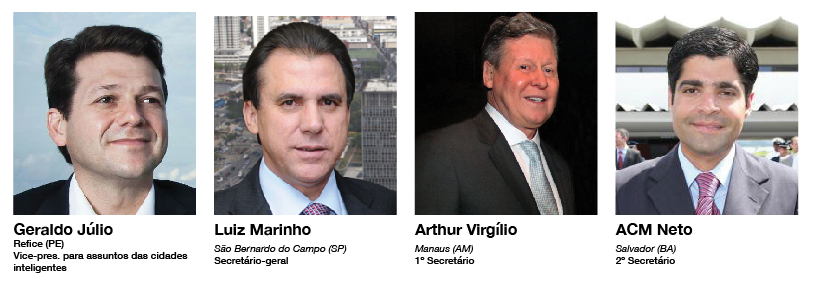 Geraldo Júlio
Refice (PE)
Vice-pres. para assuntos das cidades
inteligentes
Luiz Marinho
São Bernardo do Campo (SP)
Secretário-geral
Arthur Virgílio
Manaus (AM)
1º Secretário
ACM Neto
Salvador (BA)
2º Secretário